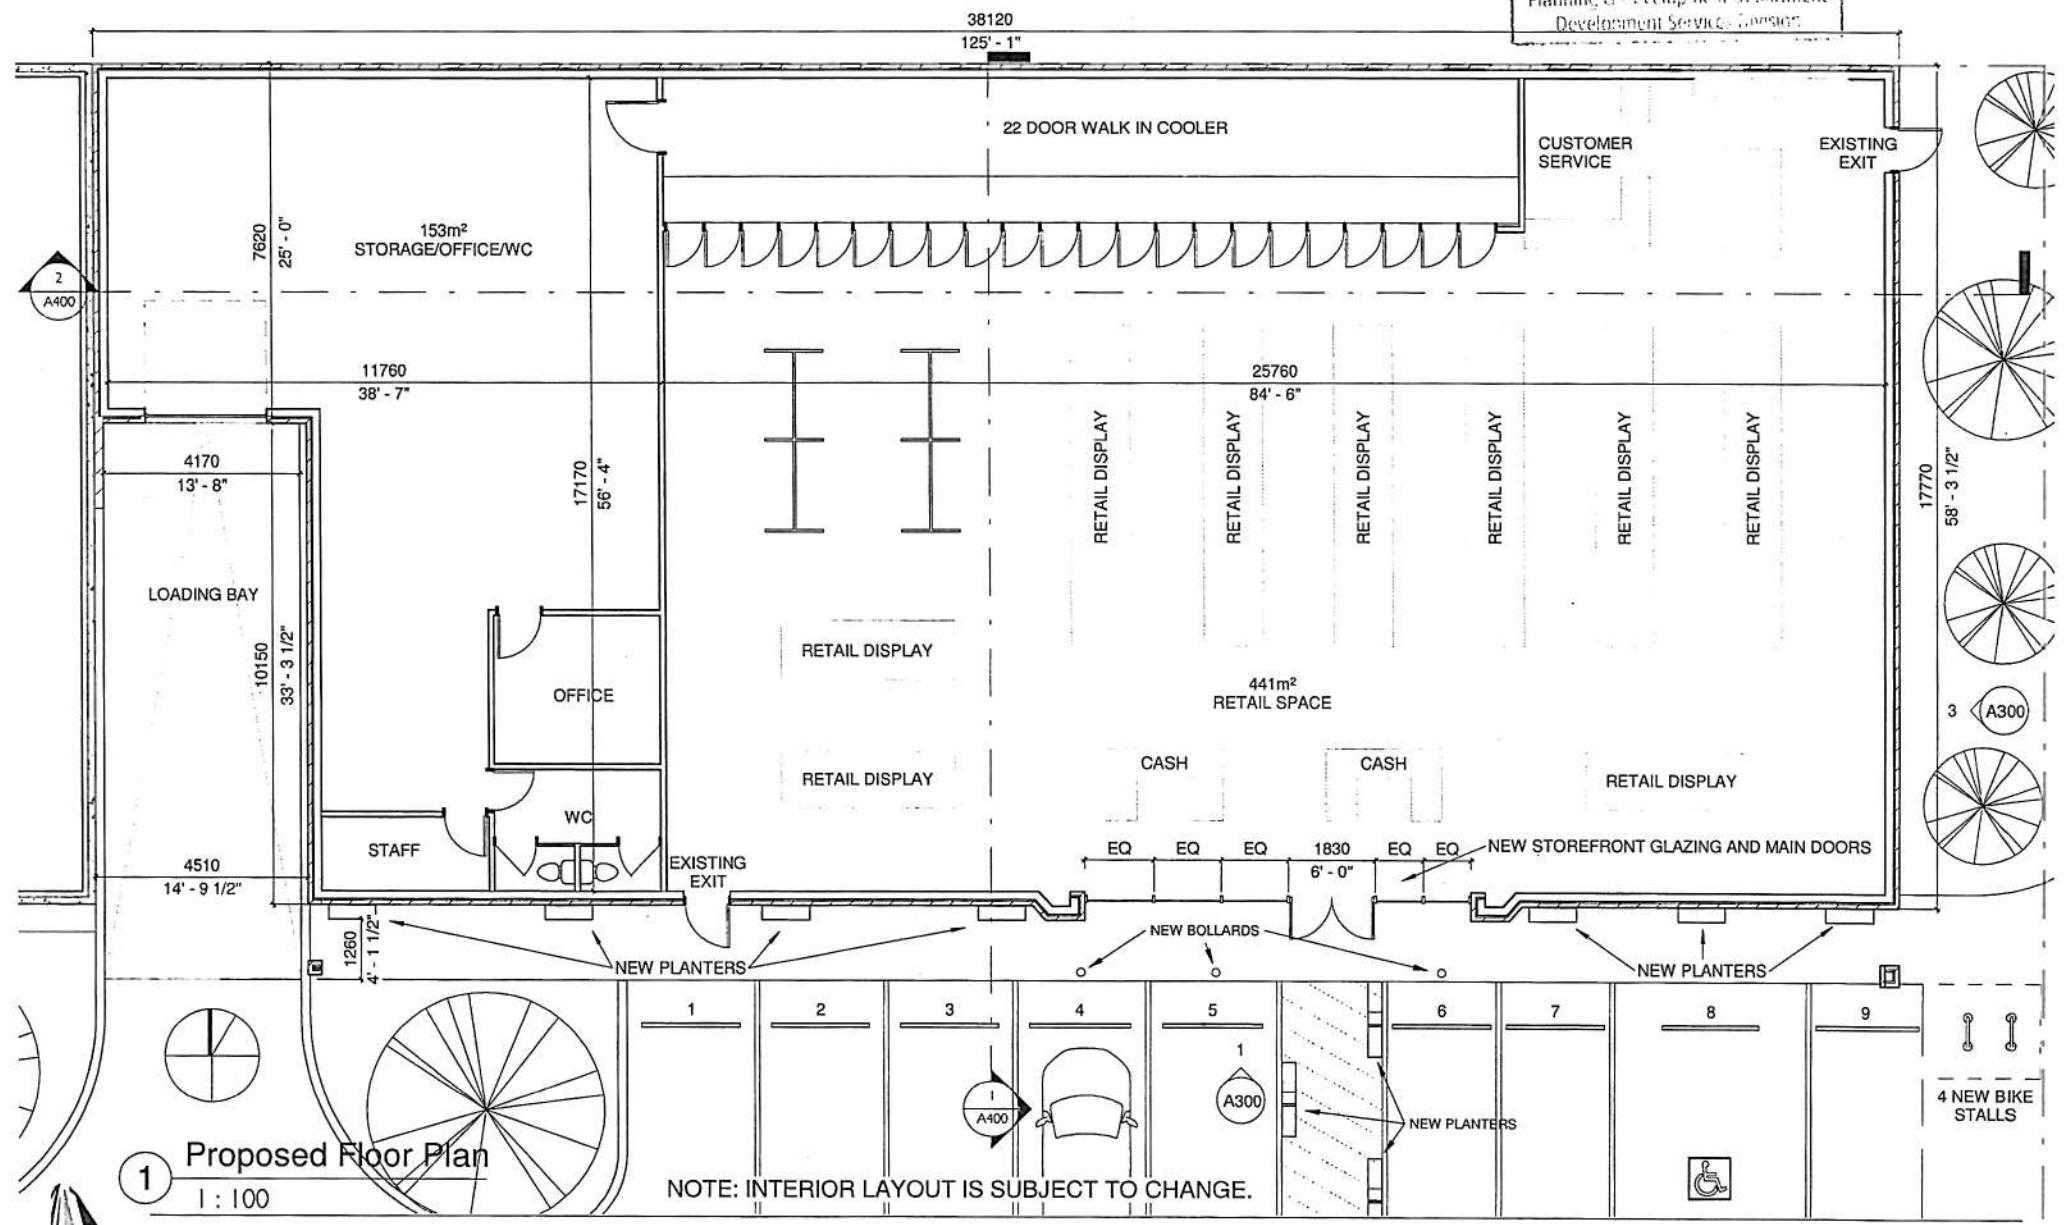 Development Services
38120
125' - 1"
22 DOOR WALK IN COOLER
CUSTOMER
SERVICE
EXISTING
EXIT
153m²
STORAGE/OFFICE/WC
7620
25' - 0"
2
A400
11760
38' - 7"
25760
84' - 6"
RETAIL DISPLAY
RETAIL DISPLAY
RETAIL DISPLAY
RETAIL DISPLAY
RETAIL DISPLAY
RETAIL DISPLAY
4170
13' - 8"
17170
56' - 4"
17770
58' - 3 1/2"
LOADING BAY
10150
33' - 3 1/2"
RETAIL DISPLAY
OFFICE
441m²
RETAIL SPACE
3
A300
RETAIL DISPLAY
CASH
CASH
RETAIL DISPLAY
WC
STAFF
EXISTING
EXIT
EQ
EQ
EQ
1830
6' - 0"
EQ
EQ
NEW STOREFRONT GLAZING AND MAIN DOORS
4510
14' - 9 1/2"
1260
4' - 1 1/2"
NEW PLANTERS
NEW BOLLARDS
NEW PLANTERS
1
2
3
4
5
6
7
8
9
1
A400
1
A300
NEW PLANTERS
4 NEW BIKE
STALLS
1
Proposed Floor Plan
1 : 100
NOTE: INTERIOR LAYOUT IS SUBJECT TO CHANGE.